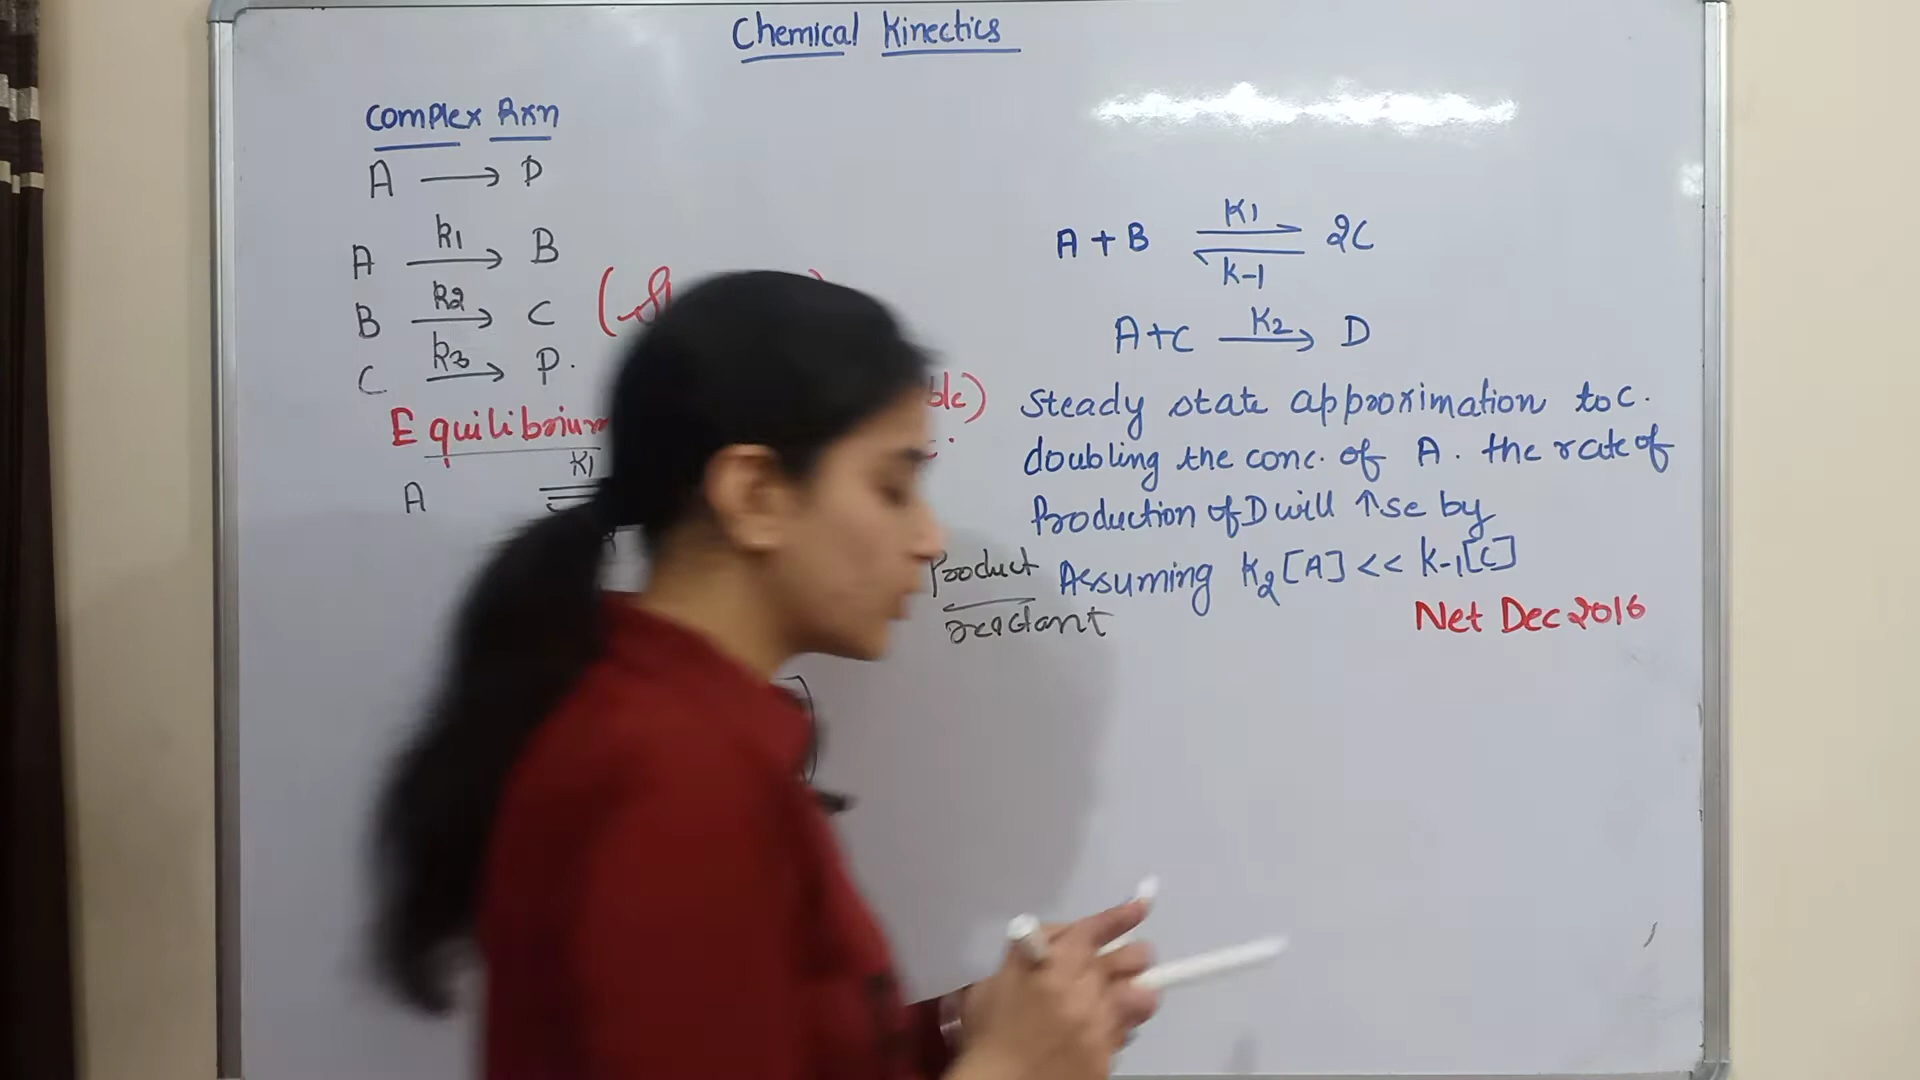 Chemical Kinectics
Complex Rxn
A → P
A k1 → B
B k2 → C
C k3 → P.
Equilibrium
K1
A
A + B K1 ⇌ K-1 2C
A+C K2 → D
Steady state approximation to C.
doubling the conc. of A. the rate of
Production of D will ↑se by
Assuming K2[A] << K-1[C]
Net Dec 2016
Product
reactant